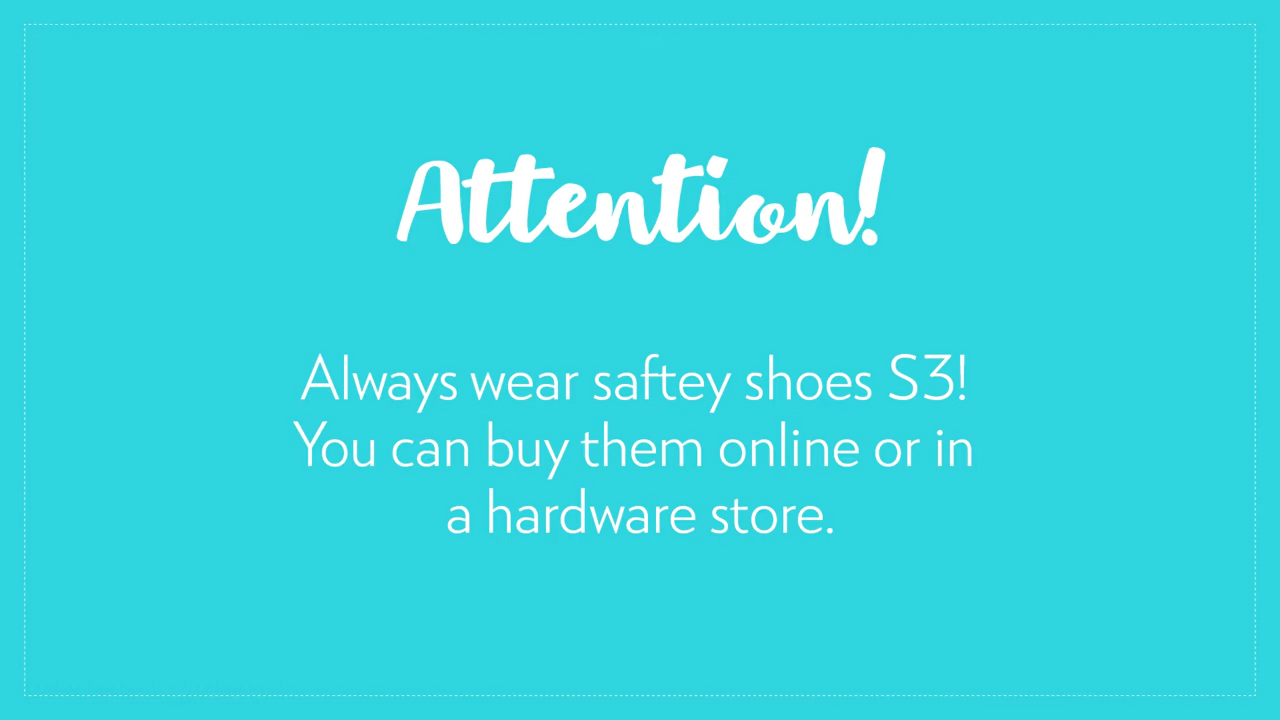 Attention!
Always wear saftey shoes S3!
You can buy them online or in
a hardware store.